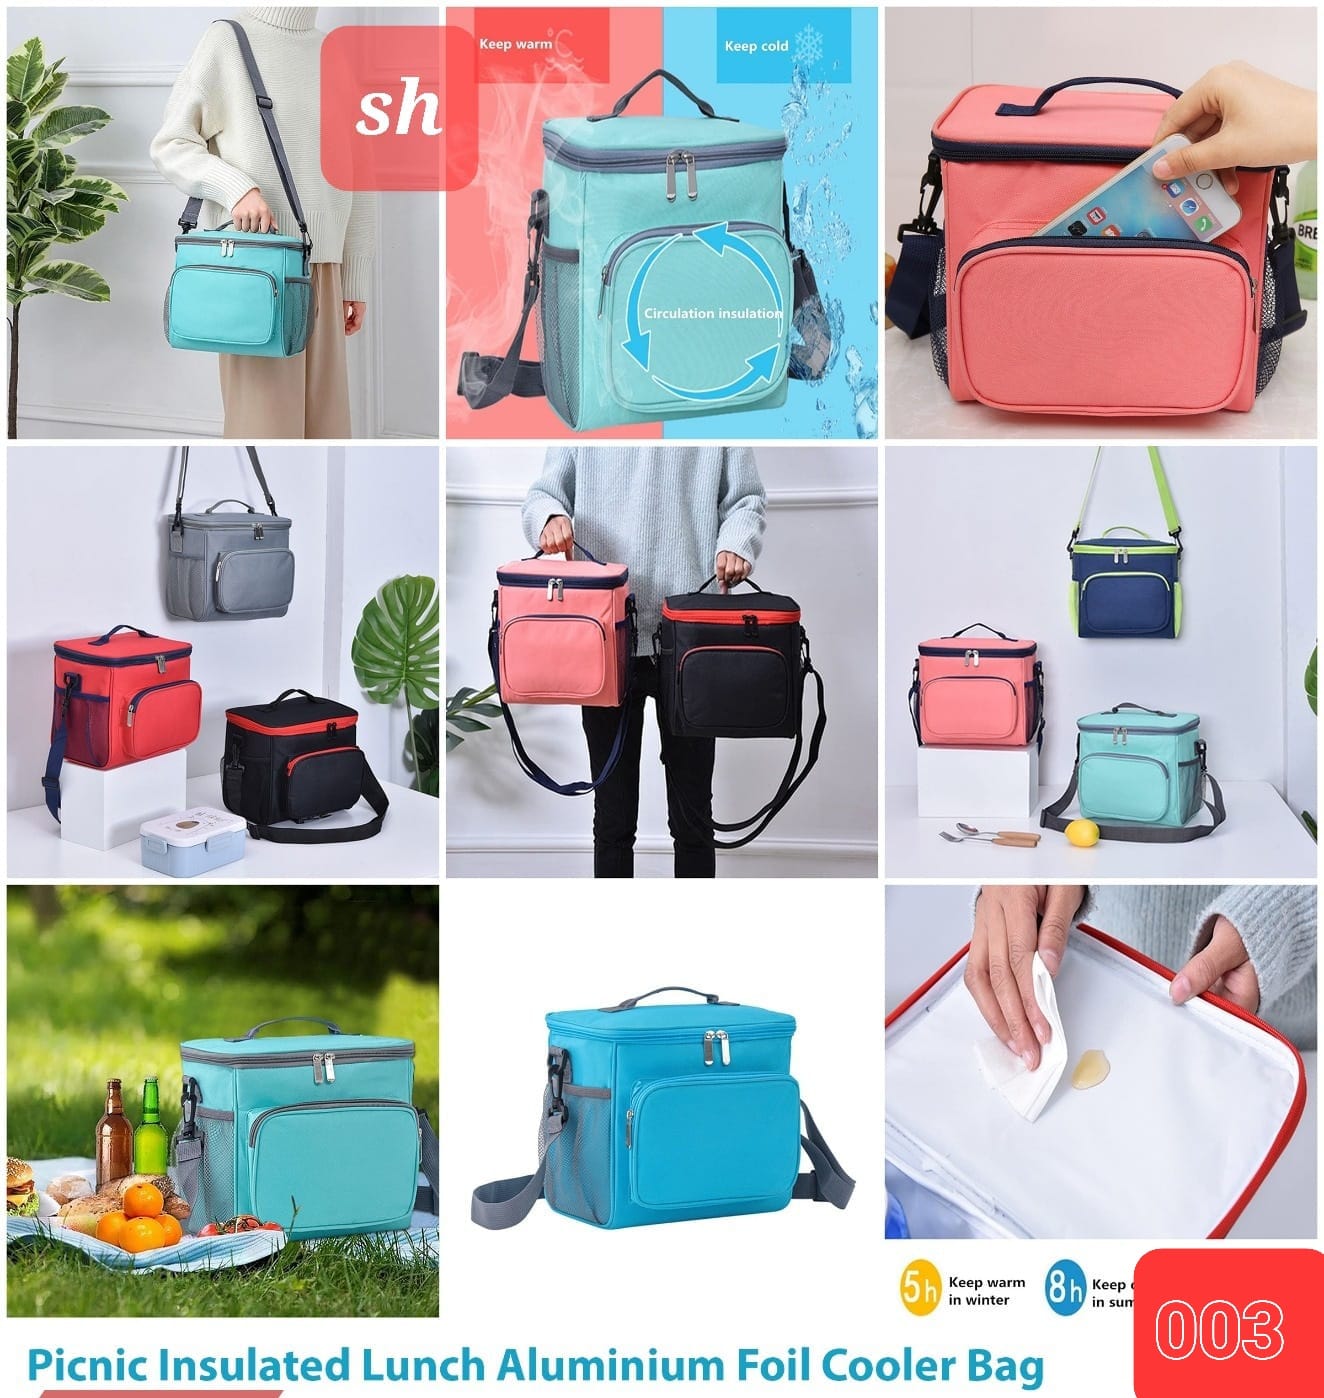 sh
Keep warm
°C
Keep cold
Circulation insulation
BRE
5h
Keep warm
in winter
8h
Keep
in
003
Picnic Insulated Lunch Aluminium Foil Cooler Bag